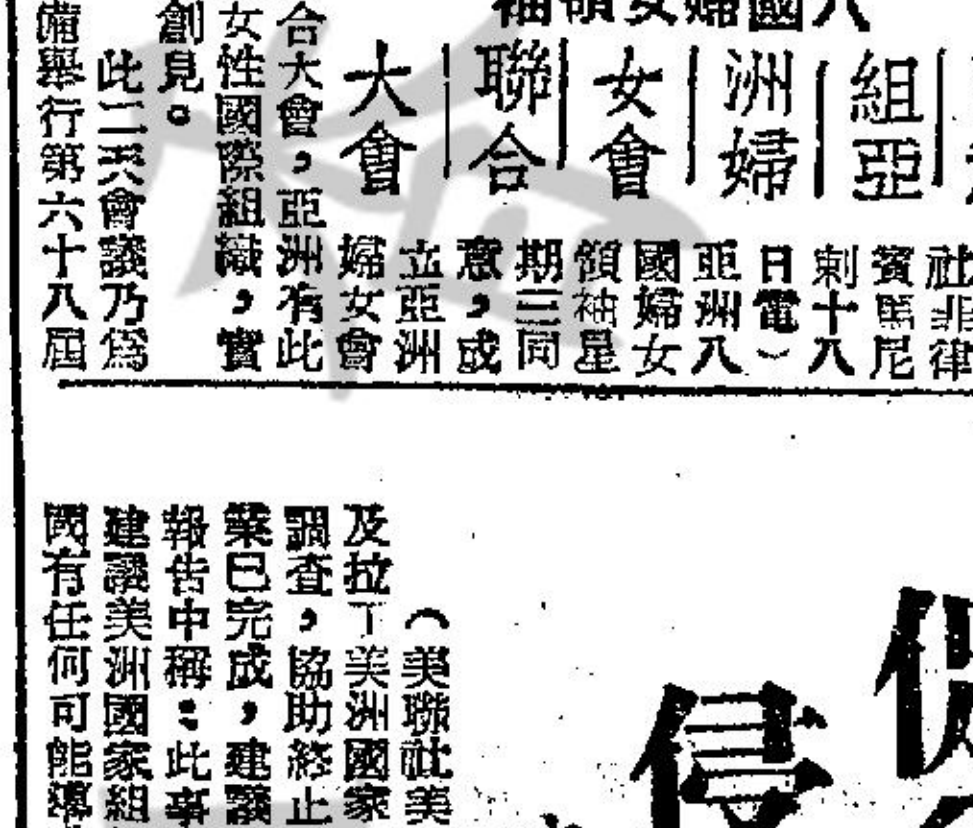 八國婦女領袖
組亞
洲婦
女會
聯合
大會
社非律
賓馬尼
剌十八
日電）
亞洲八
國婦女
領袖星
期三同
意，成
立亞洲
婦女會
合大會，亞洲有此
女性國際組織，實
創見。
此二天會議乃為
備舉行第六十八屆
侵
（美聯社美
及拉丁美洲國家
調查，協助終止
業已完成，建議
報告中稱：此事
建議美洲國家組
國有任何可能導